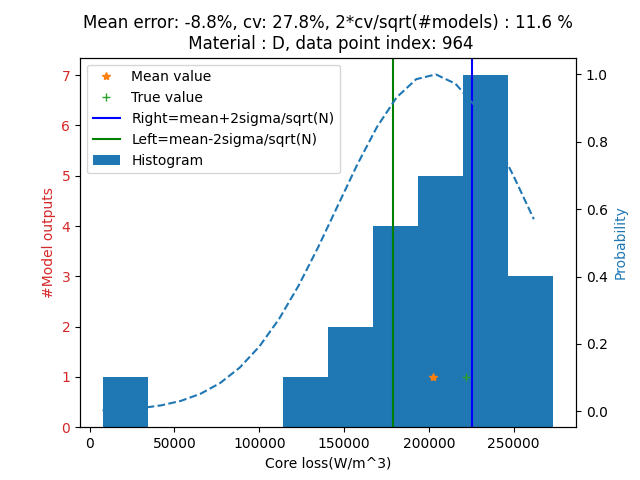 Mean error: -8.8%, cv: 27.8%, 2*cv/sqrt(#models) : 11.6 %
Material : D, data point index: 964
Mean value
True value
Right=mean+2sigma/sqrt(N)
Left=mean-2sigma/sqrt(N)
Histogram
#Model outputs
7
6
5
4
3
2
1
0
1.0
0.8
0.6
0.4
0.2
0.0
Probability
0 50000 100000 150000 200000 250000
Core loss(W/m^3)